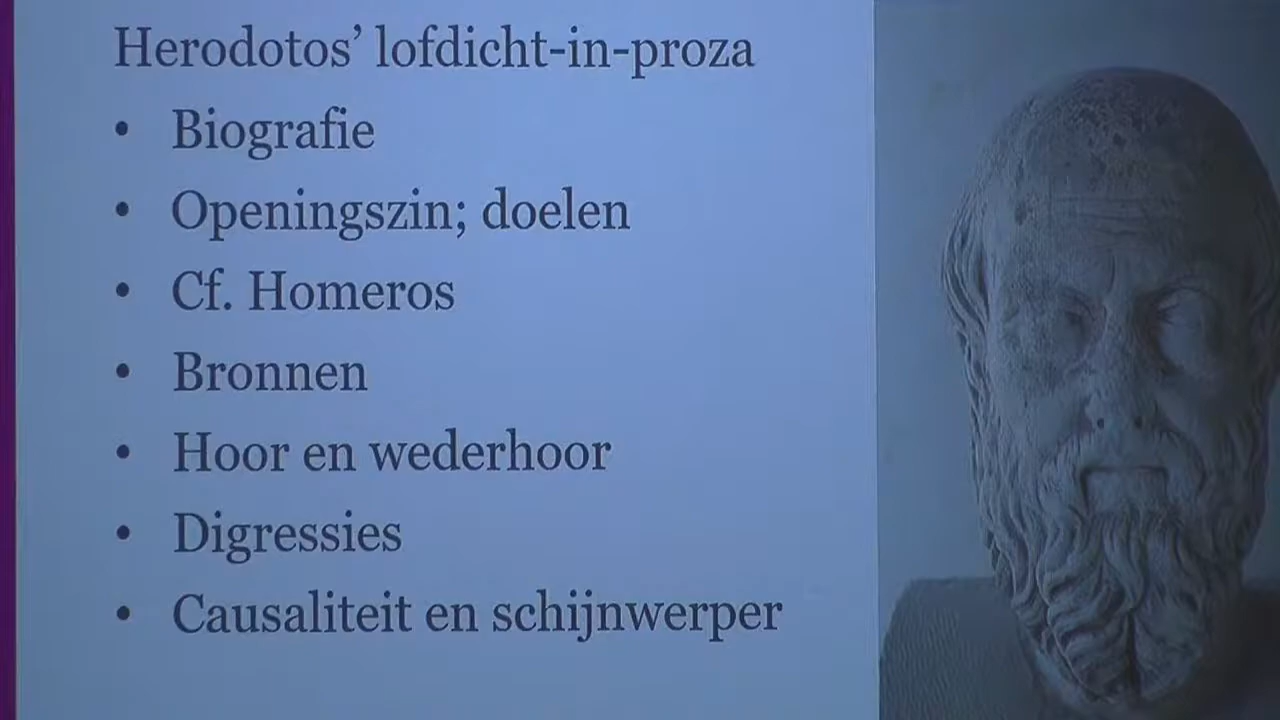 Herodotos’ lofdicht-in-proza
• Biografie
• Openingszin; doelen
• Cf. Homeros
• Bronnen
• Hoor en wederhoor
• Digressies
• Causaliteit en schijnwerper